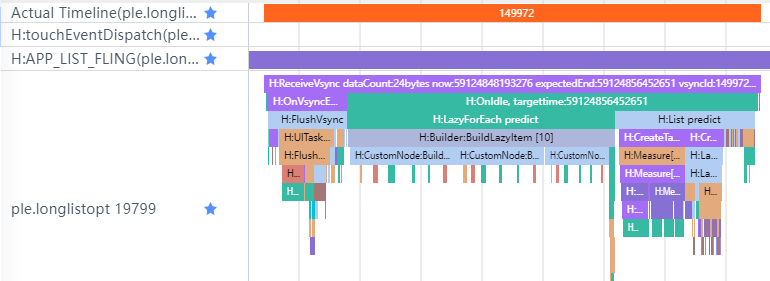 Actual Timeline(ple.longli... 149972
H:touchEventDispatch(ple...
H:APP_LIST_FLING(ple.lon...
H:ReceiveVsync dataCount:24bytes now:59124848193276 expectedEnd:59124856452651 vsyncId:149972...
H:OnVsyncE... H:OnIdle, targettime:59124856452651
H:FlushVsync H:LazyForEach predict H:List predict
H:UITask... H:Builder:BuildLazyItem [10] H:CreateTa... H:Cr...
H:Flush... H:CustomNode:Build... H:CustomNode:B... H:CustomNo... H:Measure[... H:La...
H... H:Measure[... H:La...
H... H:... H:Me... H...
ple.longlistopt 19799 H:...
H...